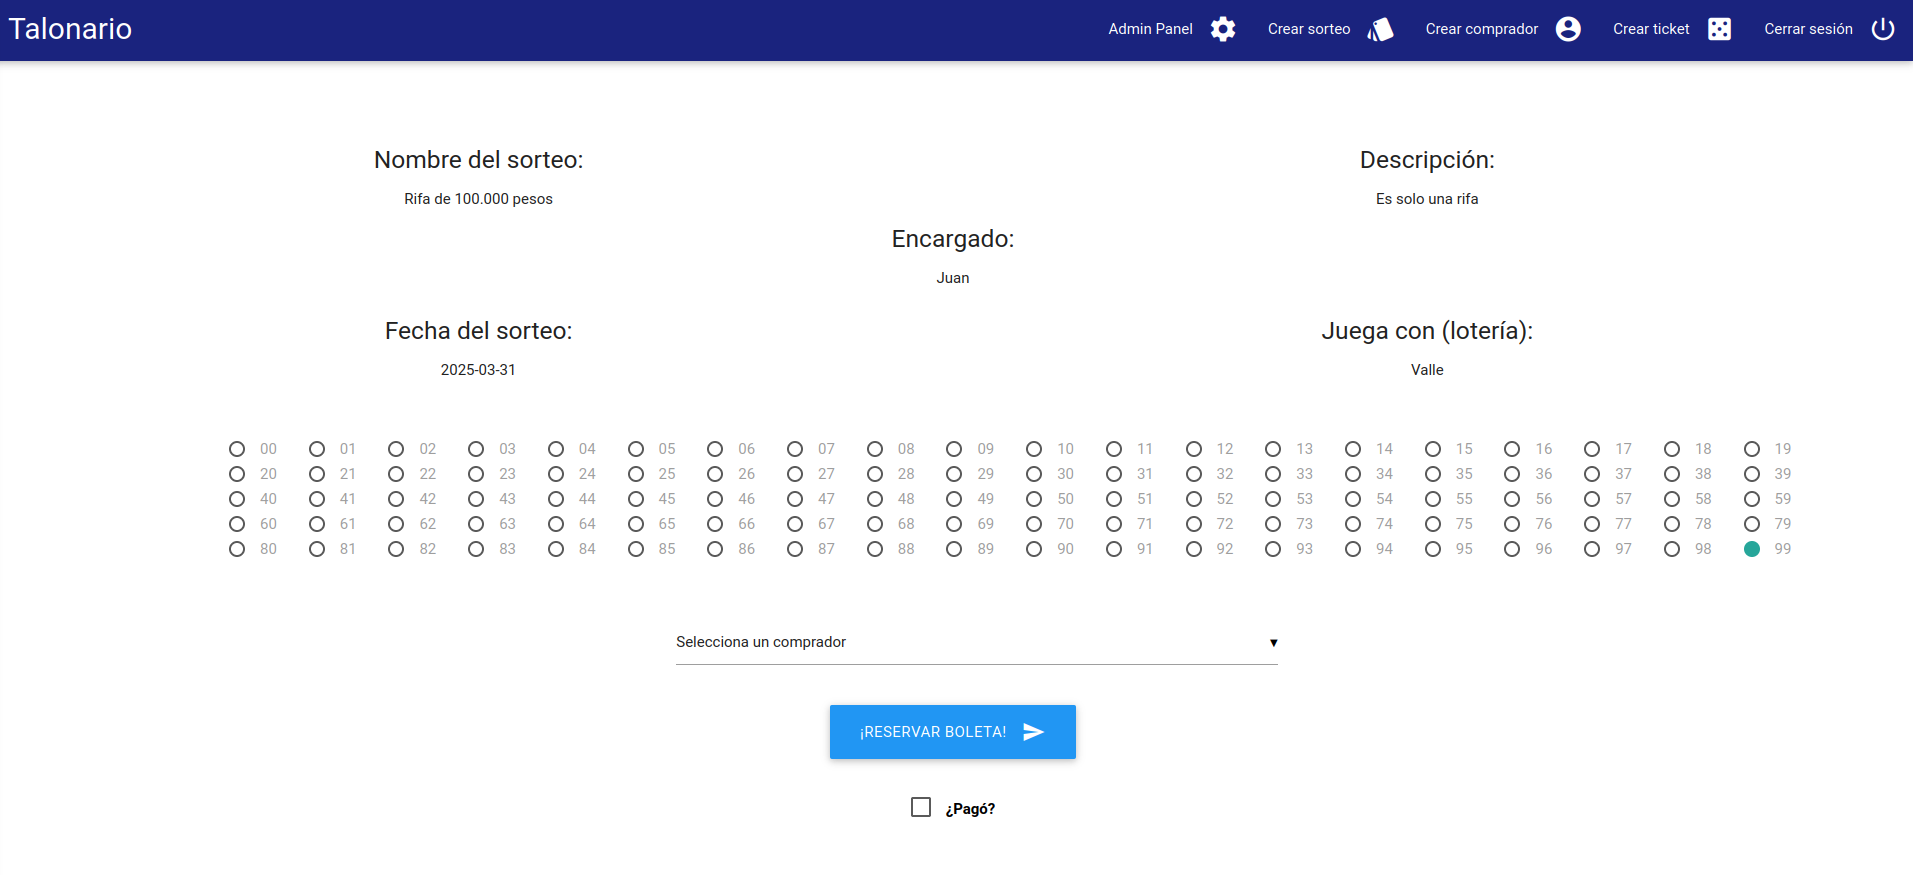 Talonario
Admin Panel Crear sorteo Crear comprador Crear ticket Cerrar sesión
Nombre del sorteo:
Rifa de 100.000 pesos
Descripción:
Es solo una rifa
Encargado:
Juan
Fecha del sorteo:
2025-03-31
Juega con (lotería):
Valle
00 01 02 03 04 05 06 07 08 09 10 11 12 13 14 15 16 17 18 19
20 21 22 23 24 25 26 27 28 29 30 31 32 33 34 35 36 37 38 39
40 41 42 43 44 45 46 47 48 49 50 51 52 53 54 55 56 57 58 59
60 61 62 63 64 65 66 67 68 69 70 71 72 73 74 75 76 77 78 79
80 81 82 83 84 85 86 87 88 89 90 91 92 93 94 95 96 97 98 99
Selecciona un comprador
¡RESERVAR BOLETA!
¿Pagó?